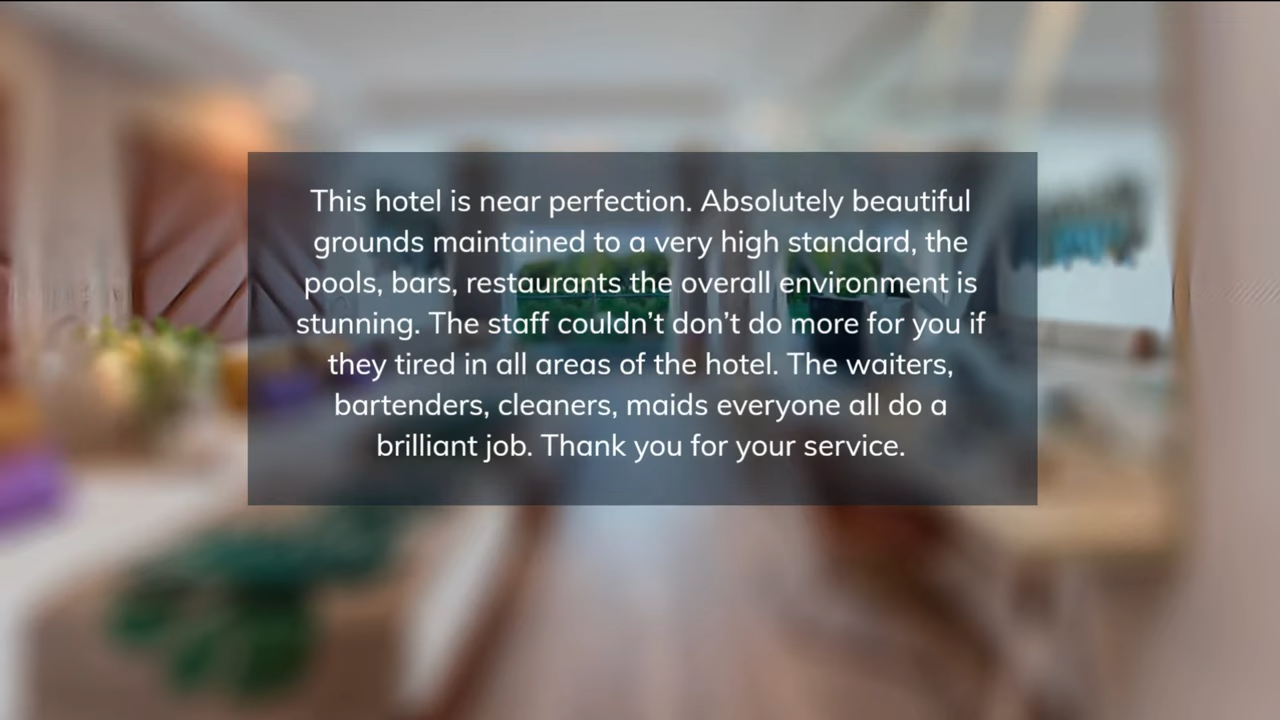 This hotel is near perfection. Absolutely beautiful
grounds maintained to a very high standard, the
pools, bars, restaurants the overall environment is
stunning. The staff couldn’t don’t do more for you if
they tired in all areas of the hotel. The waiters,
bartenders, cleaners, maids everyone all do a
brilliant job. Thank you for your service.